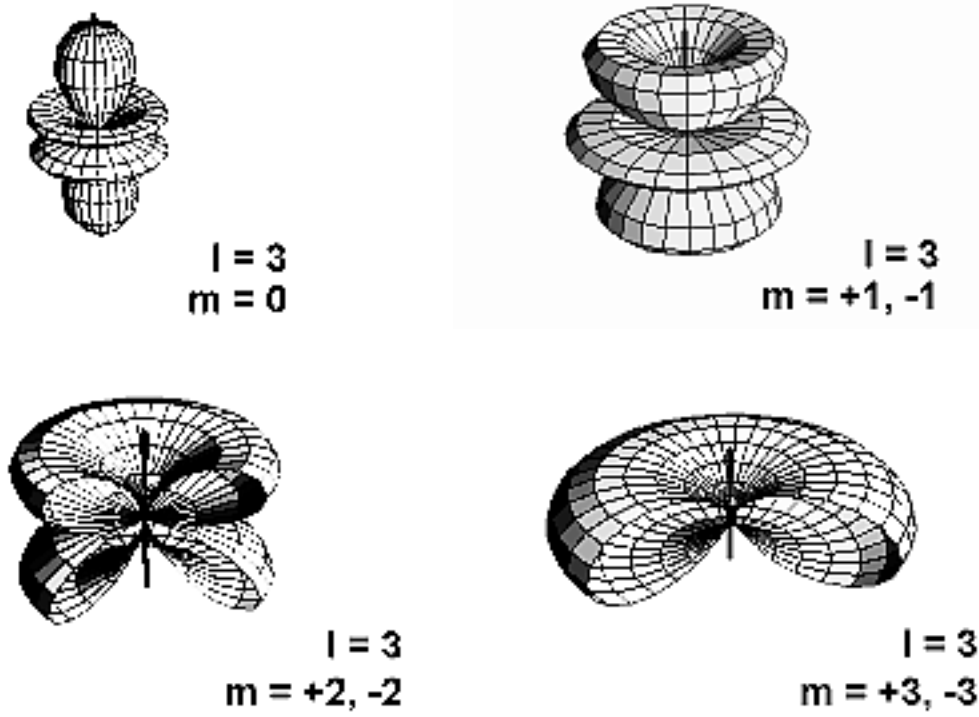 l = 3
m = 0
l = 3
m = +1, -1
l = 3
m = +2, -2
l = 3
m = +3, -3